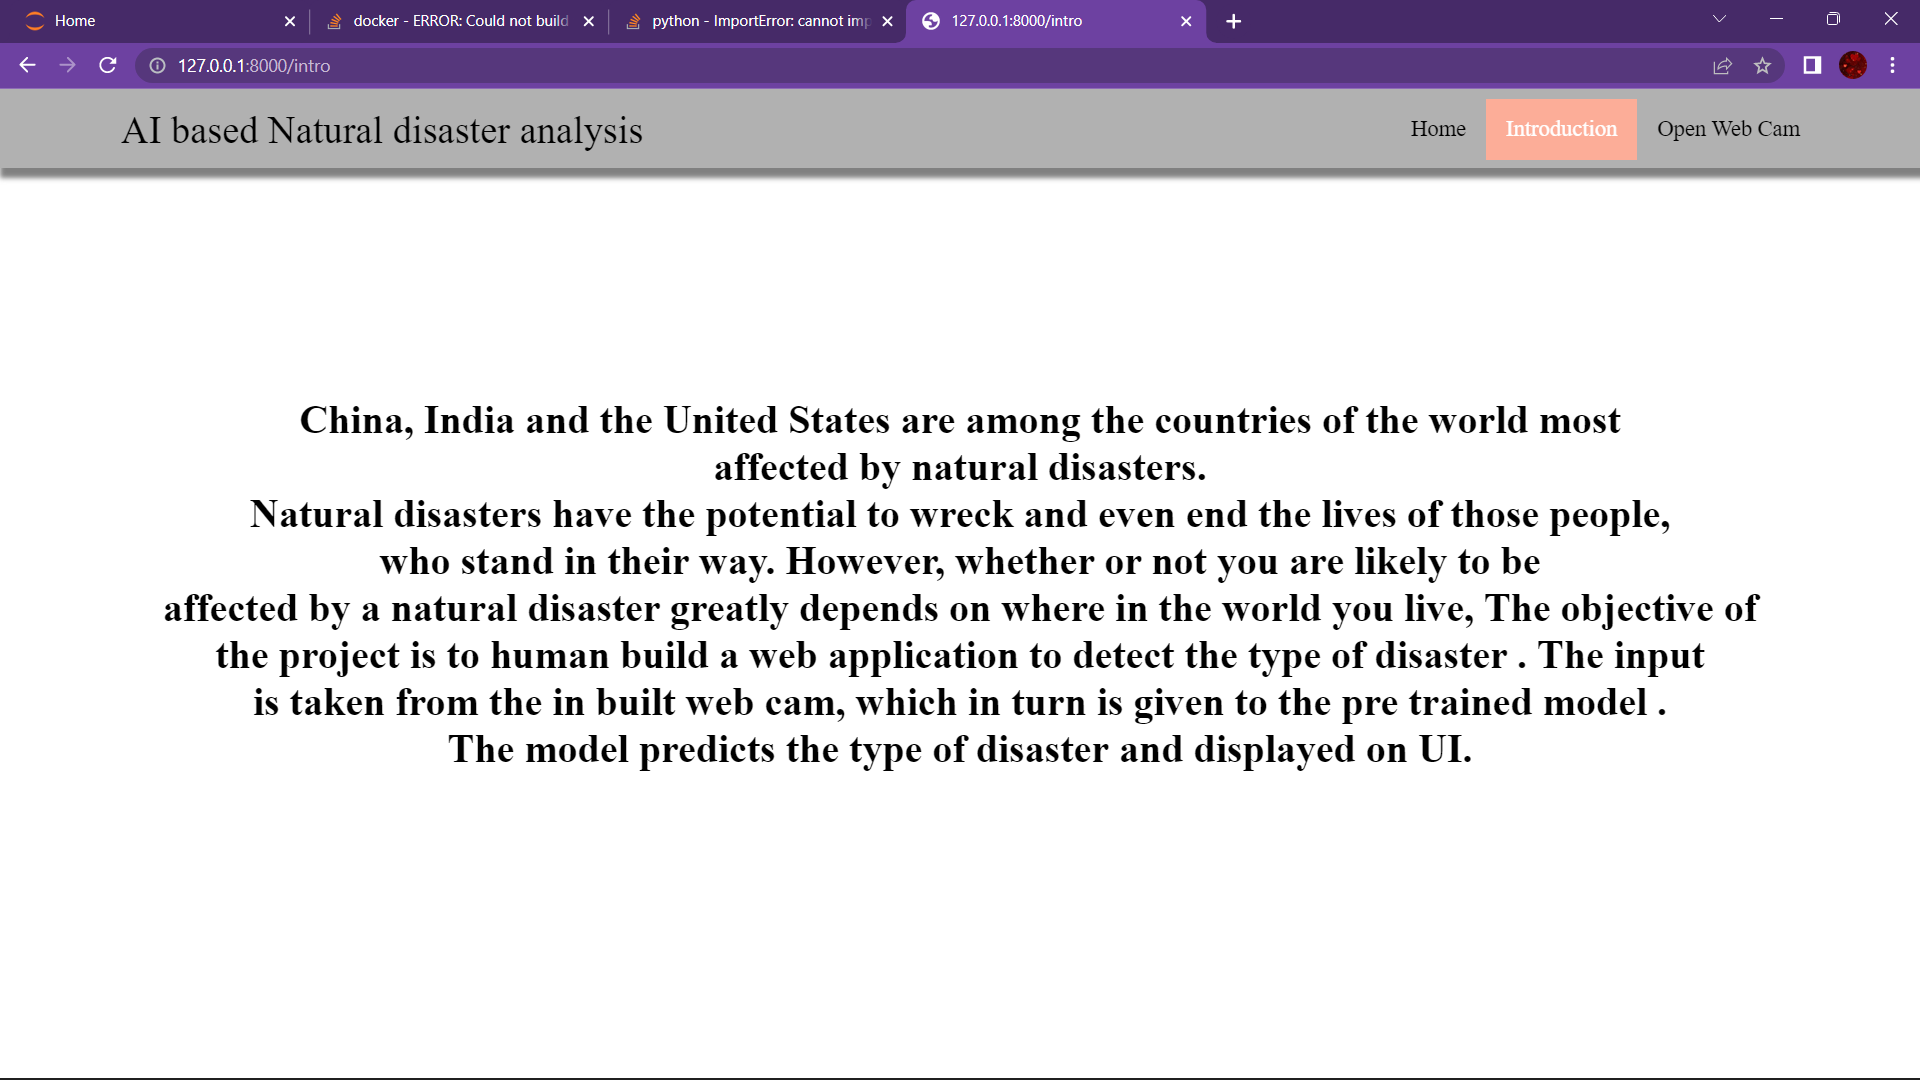 Home
docker - ERROR: Could not build
python - ImportError: cannot imp
127.0.0.1:8000/intro
127.0.0.1:8000/intro
AI based Natural disaster analysis
Home
Introduction
Open Web Cam
China, India and the United States are among the countries of the world most
affected by natural disasters.
Natural disasters have the potential to wreck and even end the lives of those people,
who stand in their way. However, whether or not you are likely to be
affected by a natural disaster greatly depends on where in the world you live, The objective of
the project is to human build a web application to detect the type of disaster . The input
is taken from the in built web cam, which in turn is given to the pre trained model .
The model predicts the type of disaster and displayed on UI.